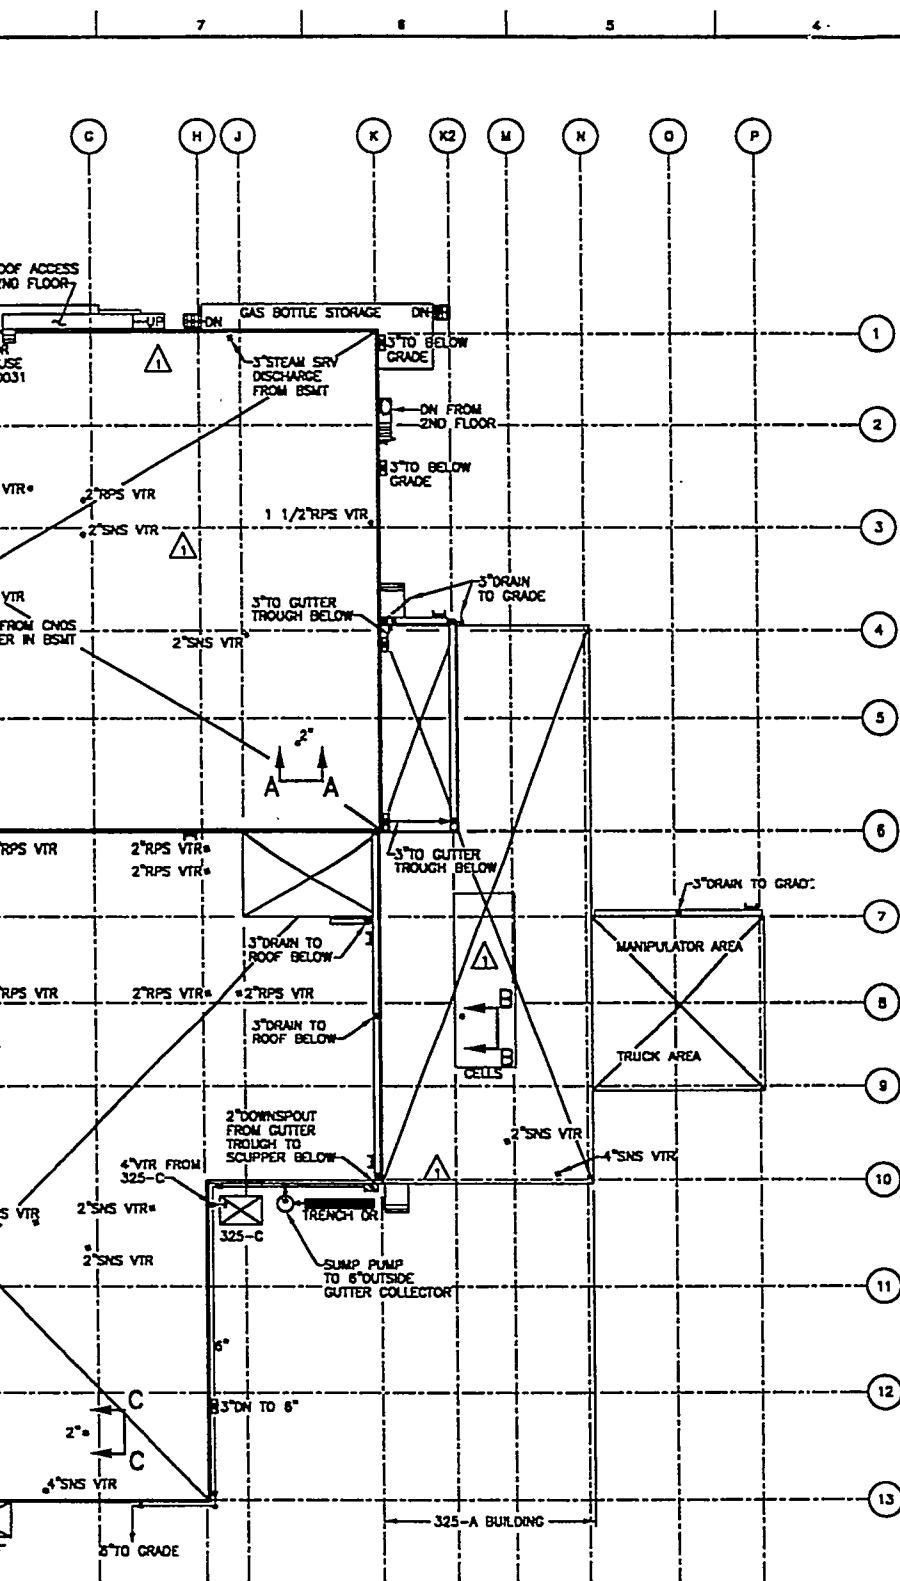 7
6
5
4
G
H
J
K
K2
M
N
O
P
OOF ACCESS
2ND FLOOR
UP
DN
GAS BOTTLE STORAGE
DN
1
R
USE
0031
1
3"STEAM SRV
DISCHARGE
FROM BSMT
3"TO BELOW
GRADE
DN FROM
2ND FLOOR
2
3"TO BELOW
GRADE
VTR
2"RPS VTR
1 1/2"RPS VTR
2"SNS VTR
3
1
3"DRAIN
TO GRADE
VTR
3"TO GUTTER
TROUGH BELOW
FROM CNDS
ER IN BSMT
2"SNS VTR
4
5
2"
A
A
6
RPS VTR
2"RPS VTR
2"RPS VTR
3"TO GUTTER
TROUGH BELOW
3"DRAIN TO GRADE
7
3"DRAIN TO
ROOF BELOW
MANIPULATOR AREA
1
RPS VTR
2"RPS VTR
2"RPS VTR
B
8
3"DRAIN TO
ROOF BELOW
B
TRUCK AREA
CELLS
9
2"DOWNSPOUT
FROM GUTTER
TROUGH TO
SCUPPER BELOW
2"SNS VTR
4"VTR FROM
325-C
1
4"SNS VTR
10
S VTR
2"SNS VTR
325-C
TRENCH DR
2"SNS VTR
SUMP PUMP
TO 6"OUTSIDE
GUTTER COLLECTOR
11
6"
12
C
3"DN TO 6"
2"
C
4"SNS VTR
13
325-A BUILDING
6"TO GRADE